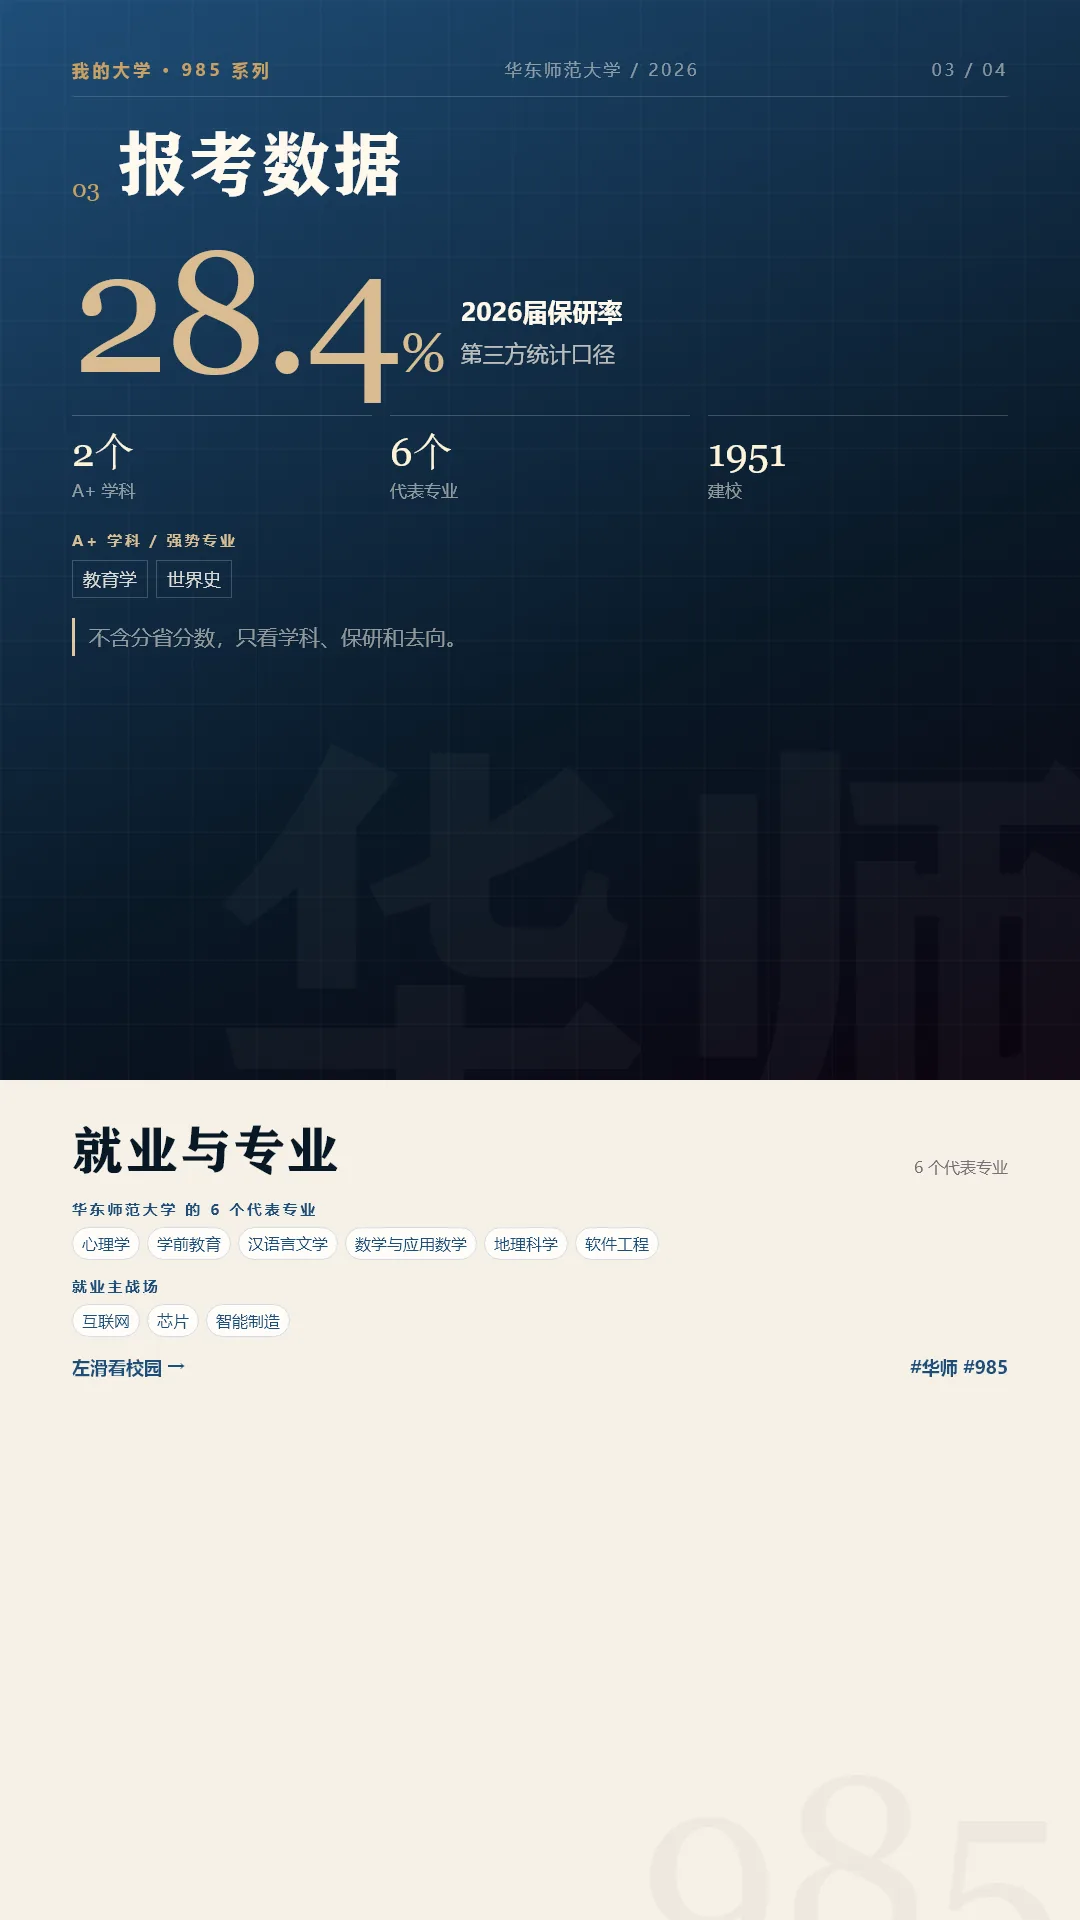 我的大学 · 985 系列
华东师范大学 / 2026
03 / 04
03 报考数据
28.4%
2026届保研率
第三方统计口径
2个
A+ 学科
6个
代表专业
1951
建校
A+ 学科 / 强势专业
教育学 世界史
不含分省分数，只看学科、保研和去向。
华师
就业与专业
6 个代表专业
华东师范大学 的 6 个代表专业
心理学 学前教育 汉语言文学 数学与应用数学 地理科学 软件工程
就业主战场
互联网 芯片 智能制造
左滑看校园 →
#华师 #985
985